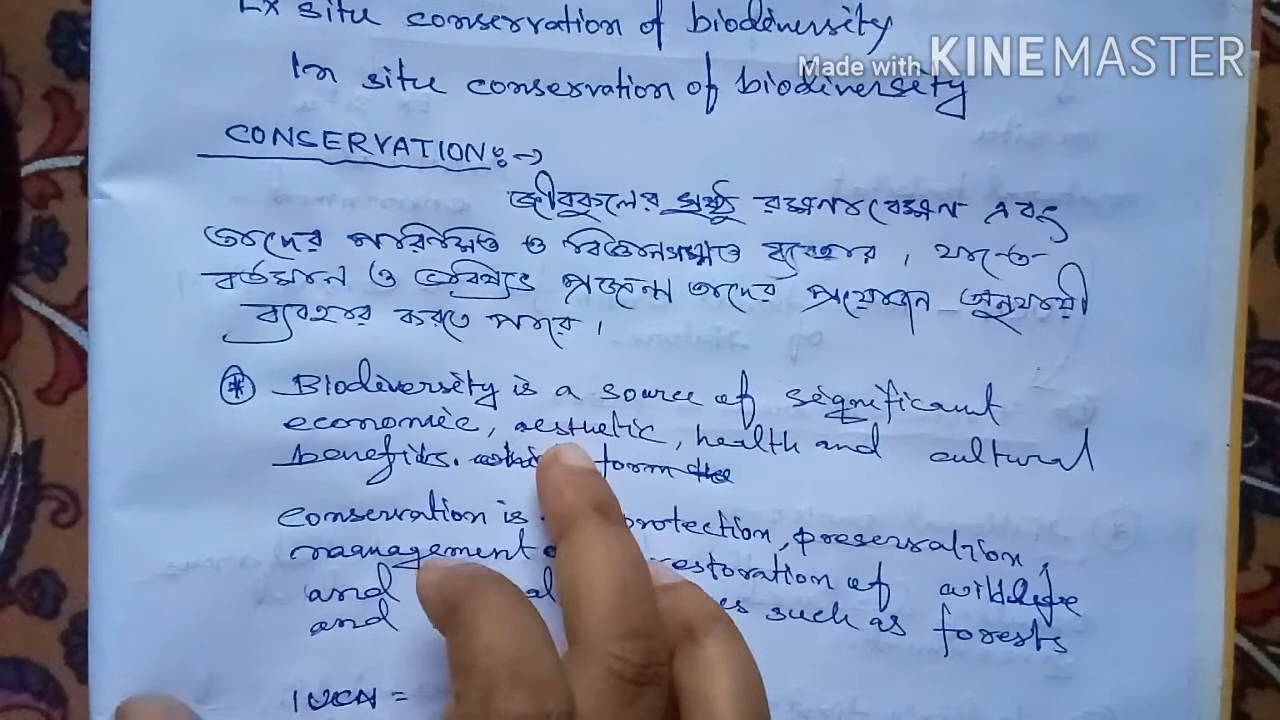 Ex situ conservation of biodiversity
Made with KINEMASTER
In situ conservation of biodiversity
CONSERVATION:→
জীবকুলের সুষ্ঠু রক্ষণাবেক্ষণ এবং
তাদের পরিমিত ও বিজ্ঞানসম্মত ব্যবহার । যাতে
বর্তমান ও ভবিষ্যত প্রজন্ম তাদের প্রয়োজন অনুযায়ী
ব্যবহার করতে পারে ।
* Biodiversity is a source of significant
economic, aesthetic, health and cultural
benefits. form the
conservation is protection, preservation,
management restoration of wildlife
and
and such as forests
IUCN =